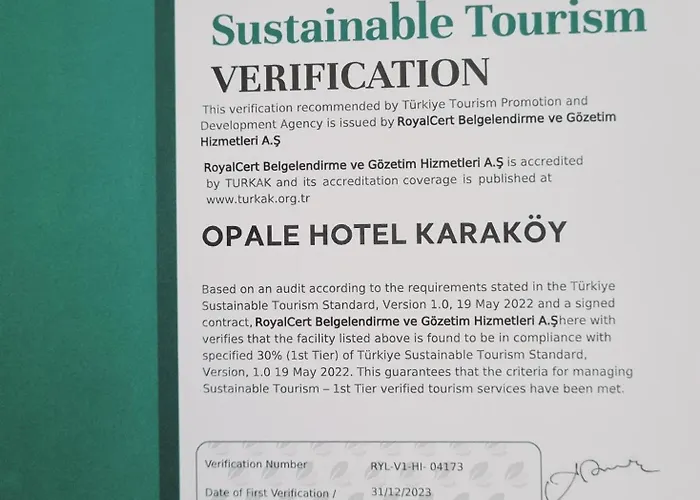 Sustainable Tourism
VERIFICATION
This verification recommended by Türkiye Tourism Promotion and
Development Agency is issued by RoyalCert Belgelendirme ve Gözetim
Hizmetleri A.Ş
RoyalCert Belgelendirme ve Gözetim Hizmetleri A.Ş is accredited
by TURKAK and its accreditation coverage is published at
www.turkak.org.tr
OPALE HOTEL KARAKÖY
Based on an audit according to the requirements stated in the Türkiye
Sustainable Tourism Standard, Version 1.0, 19 May 2022 and a signed
contract, RoyalCert Belgelendirme ve Gözetim Hizmetleri A.Şhere with
verifies that the facility listed above is found to be in compliance with
specified 30% (1st Tier) of Türkiye Sustainable Tourism Standard,
Version, 1.0 19 May 2022. This guarantees that the criteria for managing
Sustainable Tourism – 1st Tier verified tourism services have been met.
Verification Number RYL-V1-HI- 04173
Date of First Verification / 31/12/2023